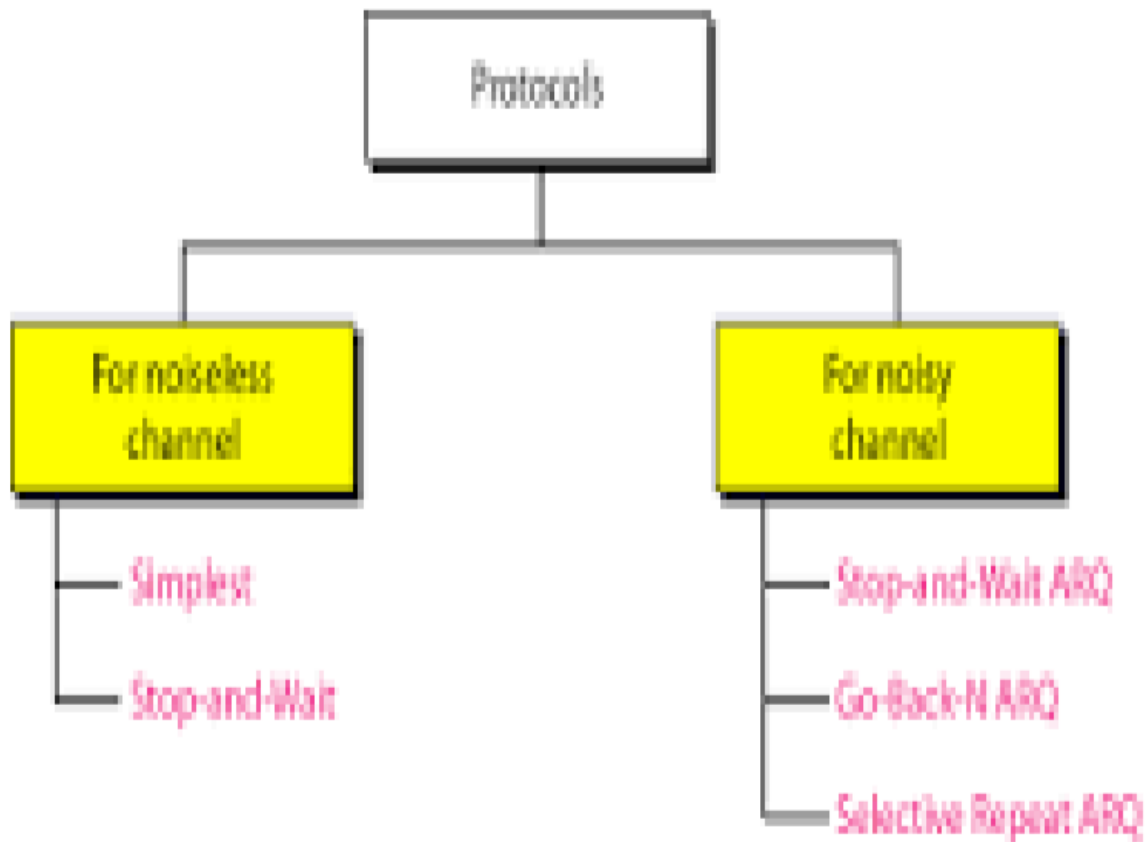 Protocols
For noiseless
channel
For noisy
channel
Simplest
Stop-and-Wait
Stop-and-Wait ARQ
Go-Back-N ARQ
Selective Repeat ARQ